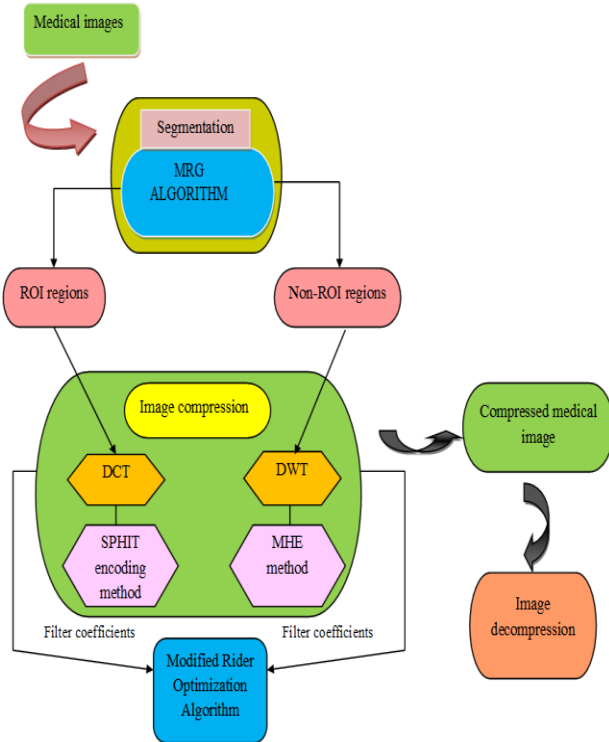 Medical images
Segmentation
MRG
ALGORITHM
ROI regions
Non-ROI regions
Image compression
Compressed medical
image
DCT
DWT
SPHIT
encoding
method
MHE
method
Image
decompression
Filter coefficients
Filter coefficients
Modified Rider
Optimization
Algorithm